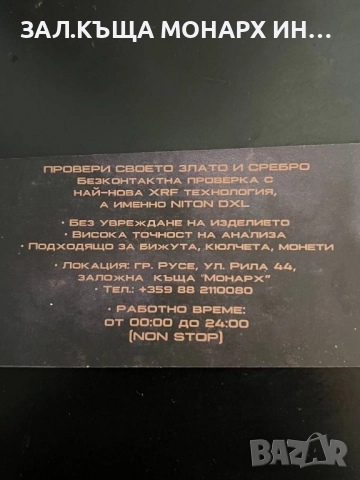 ЗАЛ.КЪЩА МОНАРХ ИН...
ПРОВЕРИ СВОЕТО ЗЛАТО И СРЕБРО
БЕЗКОНТАКТНА ПРОВЕРКА С
НАЙ-НОВА XRF ТЕХНОЛОГИЯ,
А ИМЕННО NITON DXL
· БЕЗ УВРЕЖДАНЕ НА ИЗДЕЛИЕТО
· ВИСОКА ТОЧНОСТ НА АНАЛИЗА
· ПОДХОДЯЩО ЗА БИЖУТА, КЮЛЧЕТА, МОНЕТИ
· ЛОКАЦИЯ: ГР. РУСЕ, УЛ. РИЛА 44,
ЗАЛОЖНА КЪЩА "МОНАРХ"
· ТЕЛ.: +359 88 2110080
· РАБОТНО ВРЕМЕ:
ОТ 00:00 ДО 24:00
(NON STOP)
BAZAR